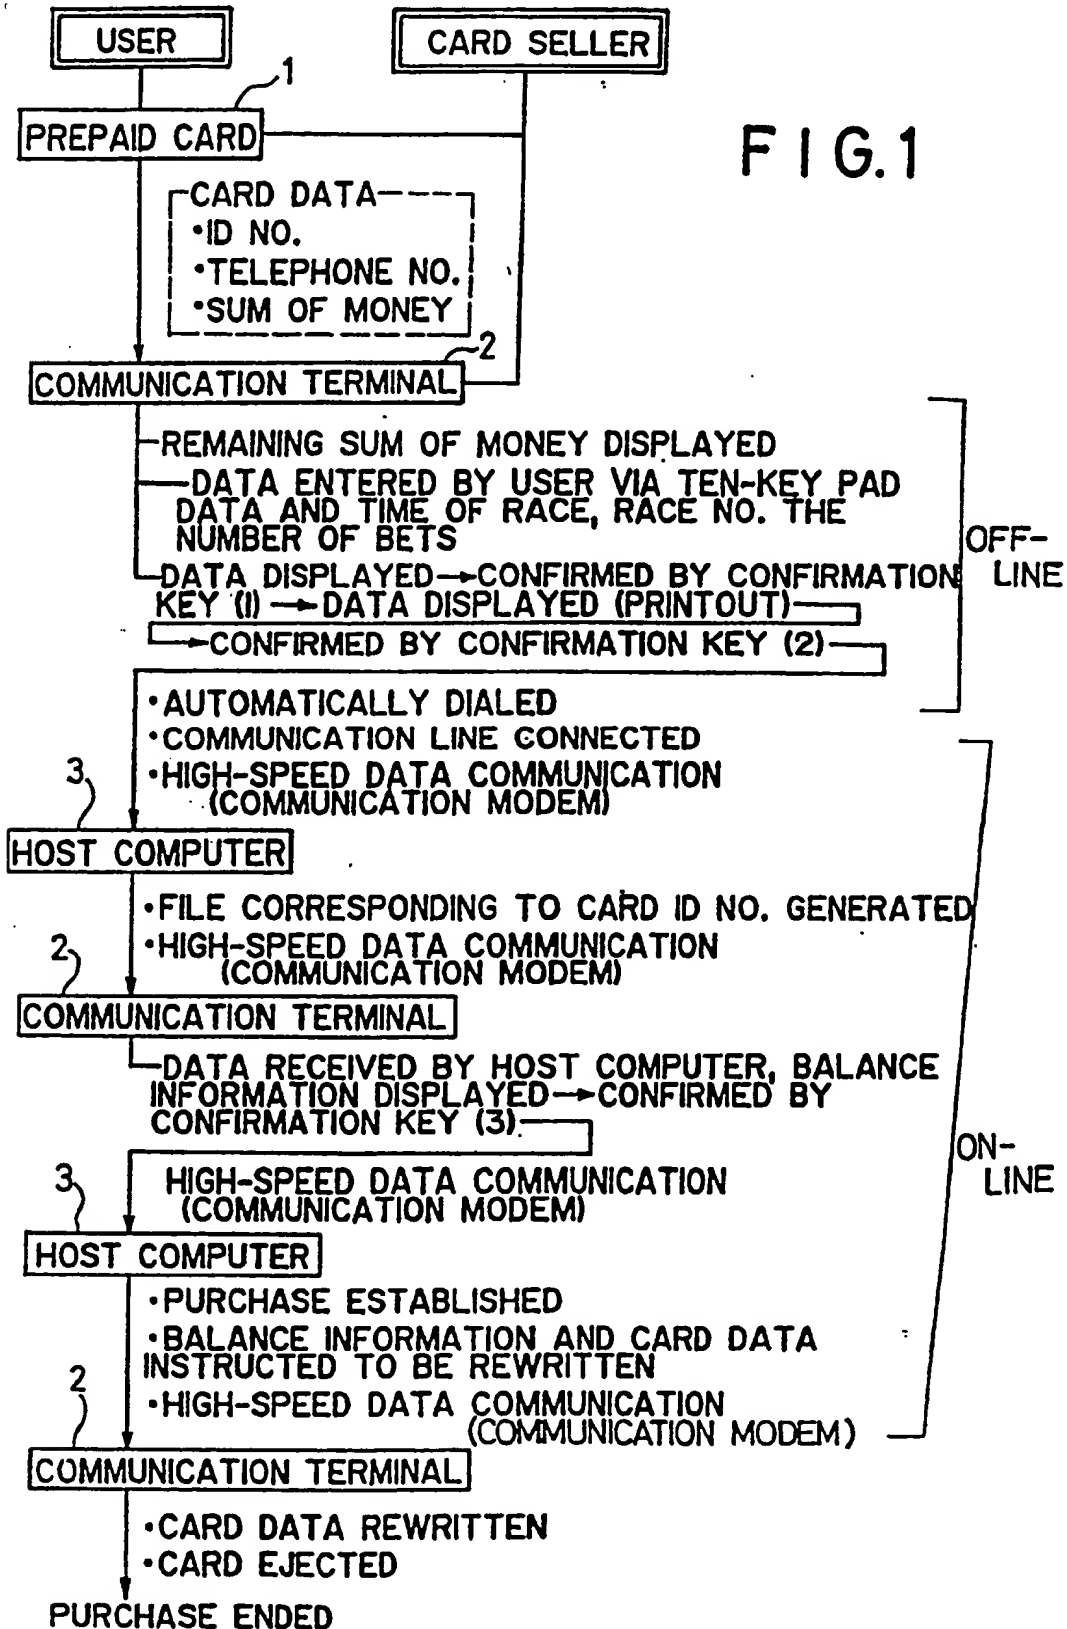 USER
CARD SELLER
1
PREPAID CARD
FIG.1
CARD DATA
•ID NO.
•TELEPHONE NO.
•SUM OF MONEY
2
COMMUNICATION TERMINAL
REMAINING SUM OF MONEY DISPLAYED
DATA ENTERED BY USER VIA TEN-KEY PAD
DATA AND TIME OF RACE, RACE NO. THE
NUMBER OF BETS
OFF-
LINE
DATA DISPLAYED→CONFIRMED BY CONFIRMATION
KEY (1)→DATA DISPLAYED (PRINTOUT)
→CONFIRMED BY CONFIRMATION KEY (2)
•AUTOMATICALLY DIALED
•COMMUNICATION LINE CONNECTED
•HIGH-SPEED DATA COMMUNICATION
(COMMUNICATION MODEM)
3
HOST COMPUTER
•FILE CORRESPONDING TO CARD ID NO. GENERATED
•HIGH-SPEED DATA COMMUNICATION
(COMMUNICATION MODEM)
2
COMMUNICATION TERMINAL
DATA RECEIVED BY HOST COMPUTER, BALANCE
INFORMATION DISPLAYED→CONFIRMED BY
CONFIRMATION KEY (3)
ON-
LINE
HIGH-SPEED DATA COMMUNICATION
(COMMUNICATION MODEM)
3
HOST COMPUTER
•PURCHASE ESTABLISHED
•BALANCE INFORMATION AND CARD DATA
INSTRUCTED TO BE REWRITTEN
•HIGH-SPEED DATA COMMUNICATION
(COMMUNICATION MODEM)
2
COMMUNICATION TERMINAL
•CARD DATA REWRITTEN
•CARD EJECTED
PURCHASE ENDED